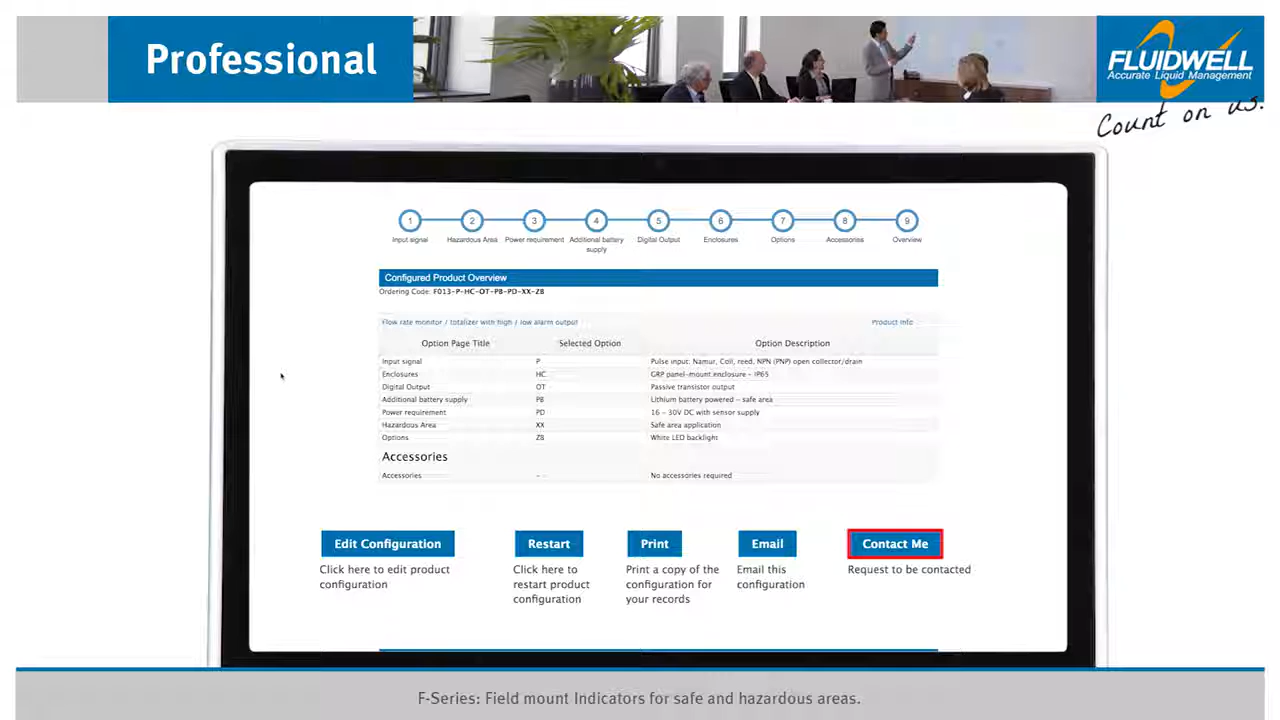 Professional
FLUIDWELL
Accurate Liquid Management
Count on us.
1 2 3 4 5 6 7 8 9
Input signal Hazardous Area Power requirement Additional battery supply Digital Output Enclosures Options Accessories Overview
Configured Product Overview
Ordering Code: F013-P-HC-OT-PB-PD-XX-ZB
Flow rate monitor / totalizer with high / low alarm output Product Info
Option Page Title Selected Option Option Description
Input signal P Pulse input: Namur, Coil, reed, NPN (PNP) open collector/drain
Enclosures HC GRP panel-mount enclosure - IP65
Digital Output OT Passive transistor output
Additional battery supply PB Lithium battery powered - safe area
Power requirement PD 16 - 30V DC with sensor supply
Hazardous Area XX Safe area application
Options ZB White LED backlight
Accessories
Accessories -- No accessories required
Edit Configuration Restart Print Email Contact Me
Click here to edit product configuration
Click here to restart product configuration
Print a copy of the configuration for your records
Email this configuration
Request to be contacted
F-Series: Field mount Indicators for safe and hazardous areas.